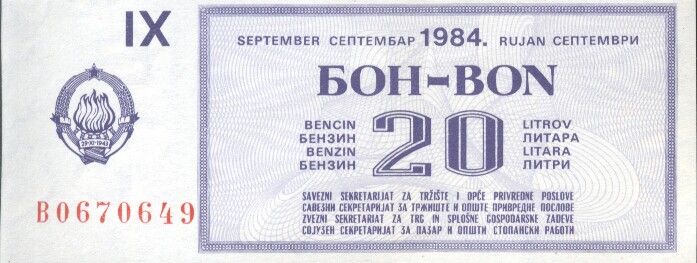 IX
SEPTEMBER СЕПТЕМБАР 1984. RUJAN СЕПТЕМВРИ
БОН-BON
BENCIN 20 LITROV
БЕНЗИН ЛИТАРА
BENZIN LITARA
БЕНЗИН ЛИТРИ
29·XI·1943
B0670649
SAVEZNI SEKRETARIJAT ZA TRŽIŠTE I OPĆE PRIVREDNE POSLOVE
САВЕЗНИ СЕКРЕТАРИЈАТ ЗА ТРЖИШТЕ И ОПШТЕ ПРИВРЕДНЕ ПОСЛОВЕ
ZVEZNI SEKRETARIAT ZA TRG IN SPLOŠNE GOSPODARSKE ZADEVE
СОЈУЗЕН СЕКРЕТАРИЈАТ ЗА ПАЗАР И ОПШТИ СТОПАНСКИ РАБОТИ